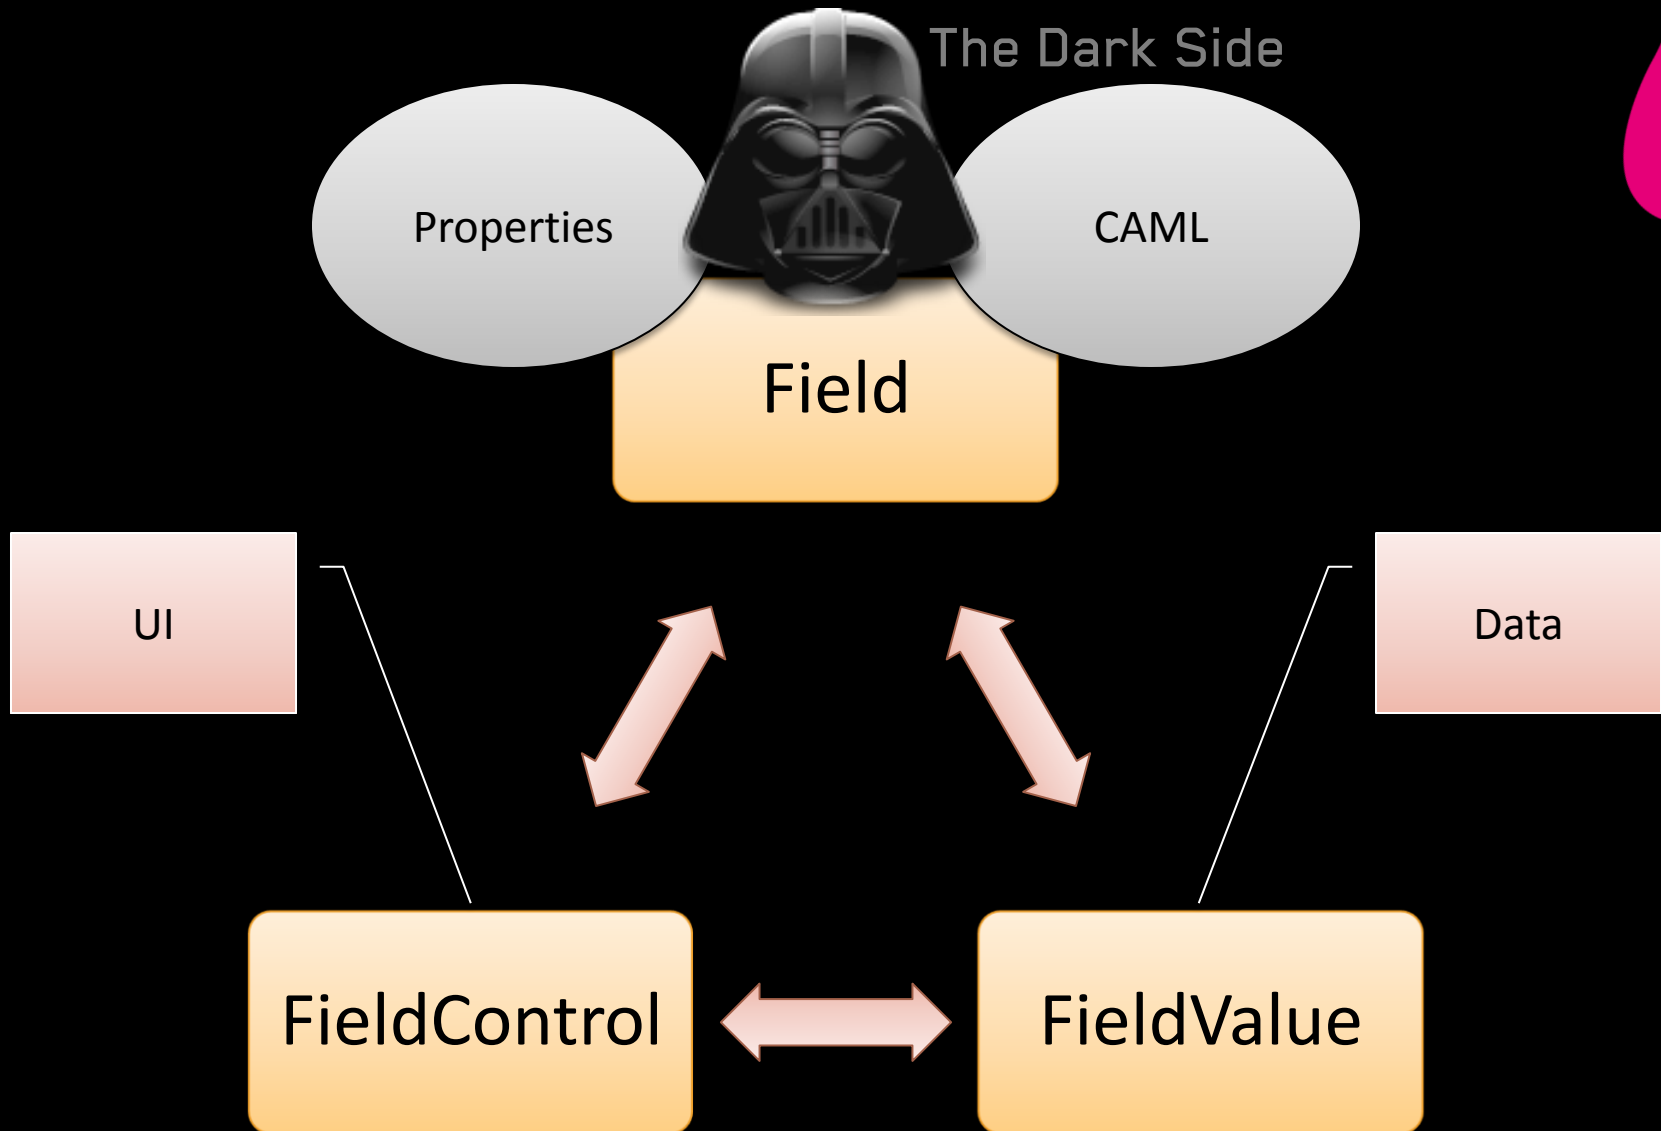 The Dark Side
Properties
CAML
Field
UI
Data
FieldControl
FieldValue